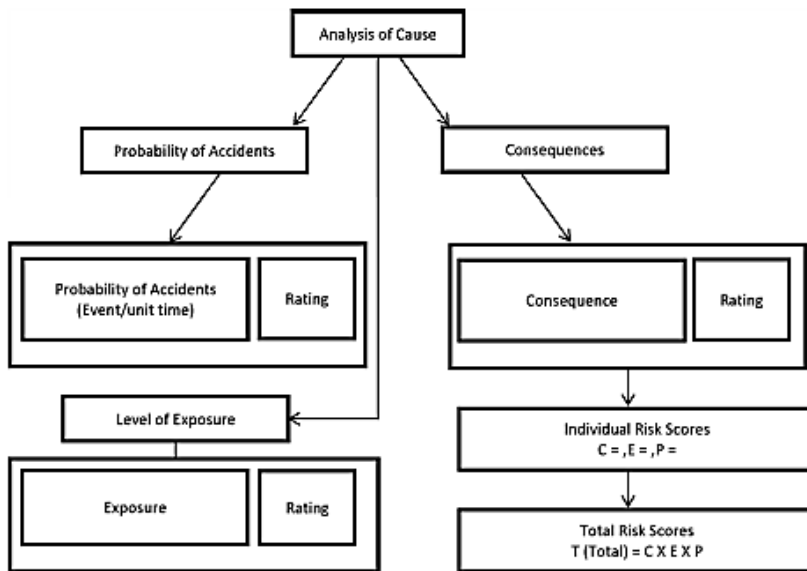 Analysis of Cause
Probability of Accidents
Consequences
Probability of Accidents
(Event/unit time)
Rating
Consequence
Rating
Level of Exposure
Exposure
Rating
Individual Risk Scores
C = ,E = ,P =
Total Risk Scores
T (Total) = C X E X P